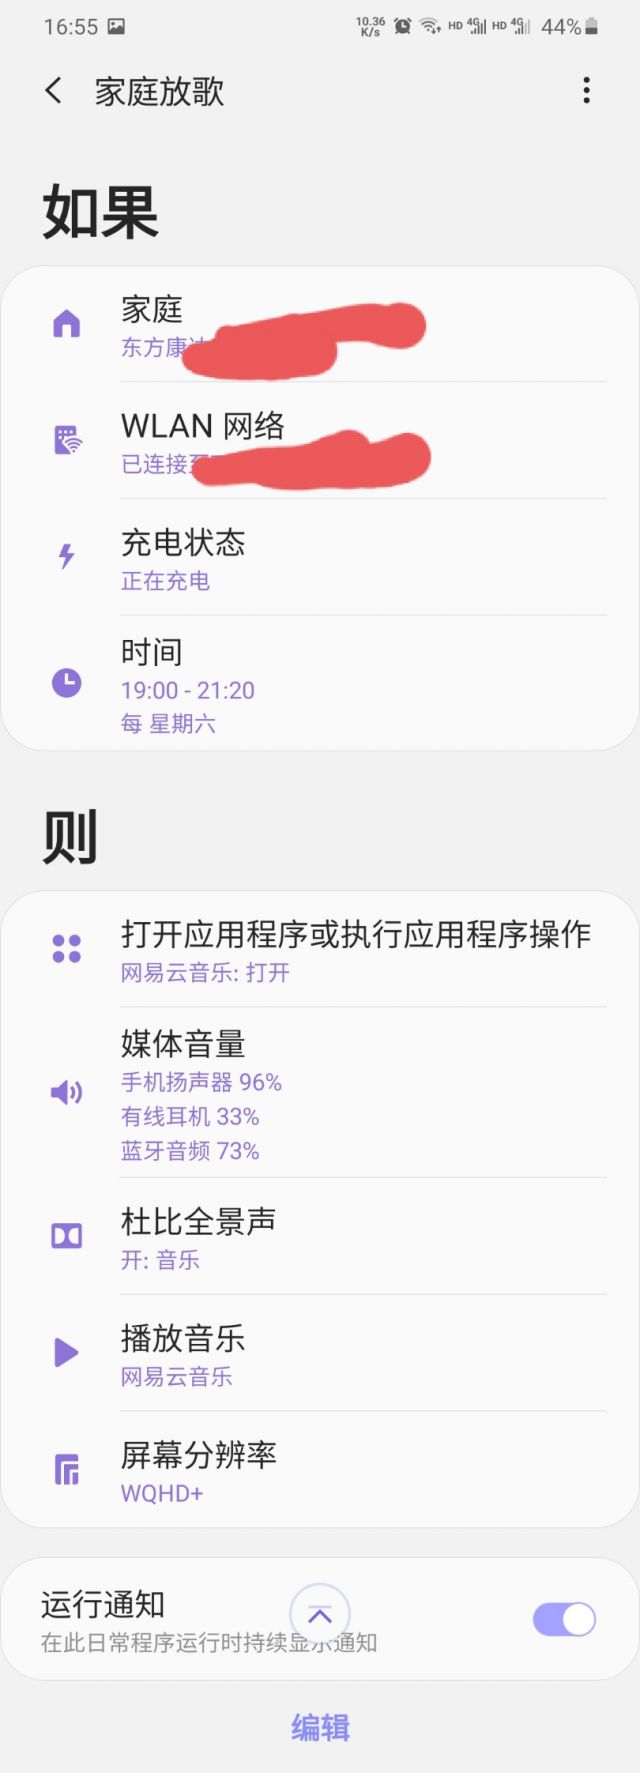 16:55
10.36 K/s HD 4G HD 4G 44%
家庭放歌
如果
家庭
东方康
WLAN 网络
已连接至
充电状态
正在充电
时间
19:00 - 21:20
每 星期六
则
打开应用程序或执行应用程序操作
网易云音乐: 打开
媒体音量
手机扬声器 96%
有线耳机 33%
蓝牙音频 73%
杜比全景声
开: 音乐
播放音乐
网易云音乐
屏幕分辨率
WQHD+
运行通知
在此日常程序运行时持续显示通知
编辑